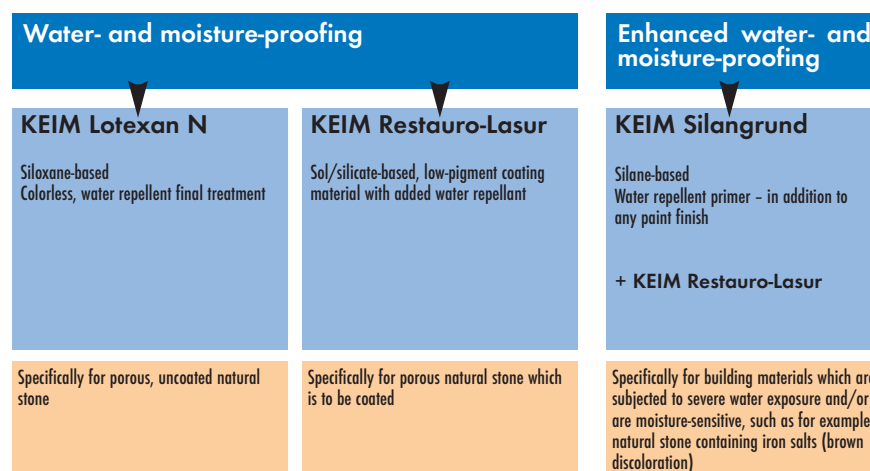 Water- and moisture-proofing
Enhanced water- and
moisture-proofing
KEIM Lotexan N
Siloxane-based
Colorless, water repellent final treatment
KEIM Restauro-Lasur
Sol/silicate-based, low-pigment coating
material with added water repellant
KEIM Silangrund
Silane-based
Water repellent primer – in addition to
any paint finish
+ KEIM Restauro-Lasur
Specifically for porous, uncoated natural
stone
Specifically for porous natural stone which
is to be coated
Specifically for building materials which are
subjected to severe water exposure and/or
are moisture-sensitive, such as for example
natural stone containing iron salts (brown
discoloration)